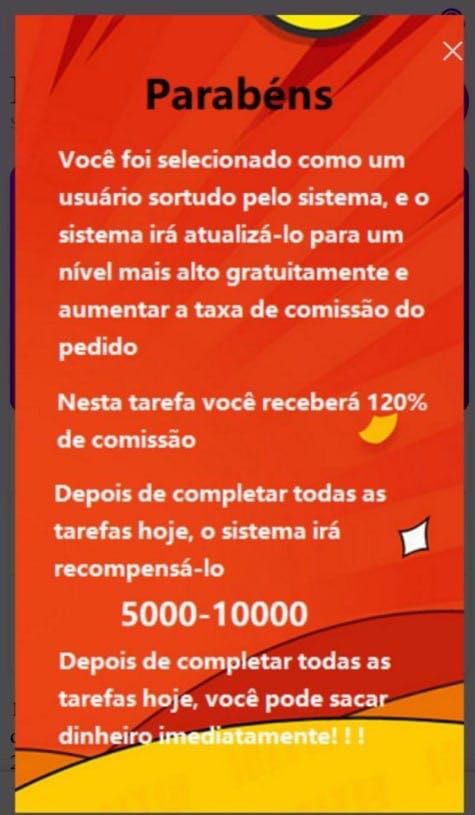 Parabéns
Você foi selecionado como um
usuário sortudo pelo sistema, e o
sistema irá atualizá-lo para um
nível mais alto gratuitamente e
aumentar a taxa de comissão do
pedido
Nesta tarefa você receberá 120%
de comissão
Depois de completar todas as
tarefas hoje, o sistema irá
recompensá-lo
5000-10000
Depois de completar todas as
tarefas hoje, você pode sacar
dinheiro imediatamente! ! !